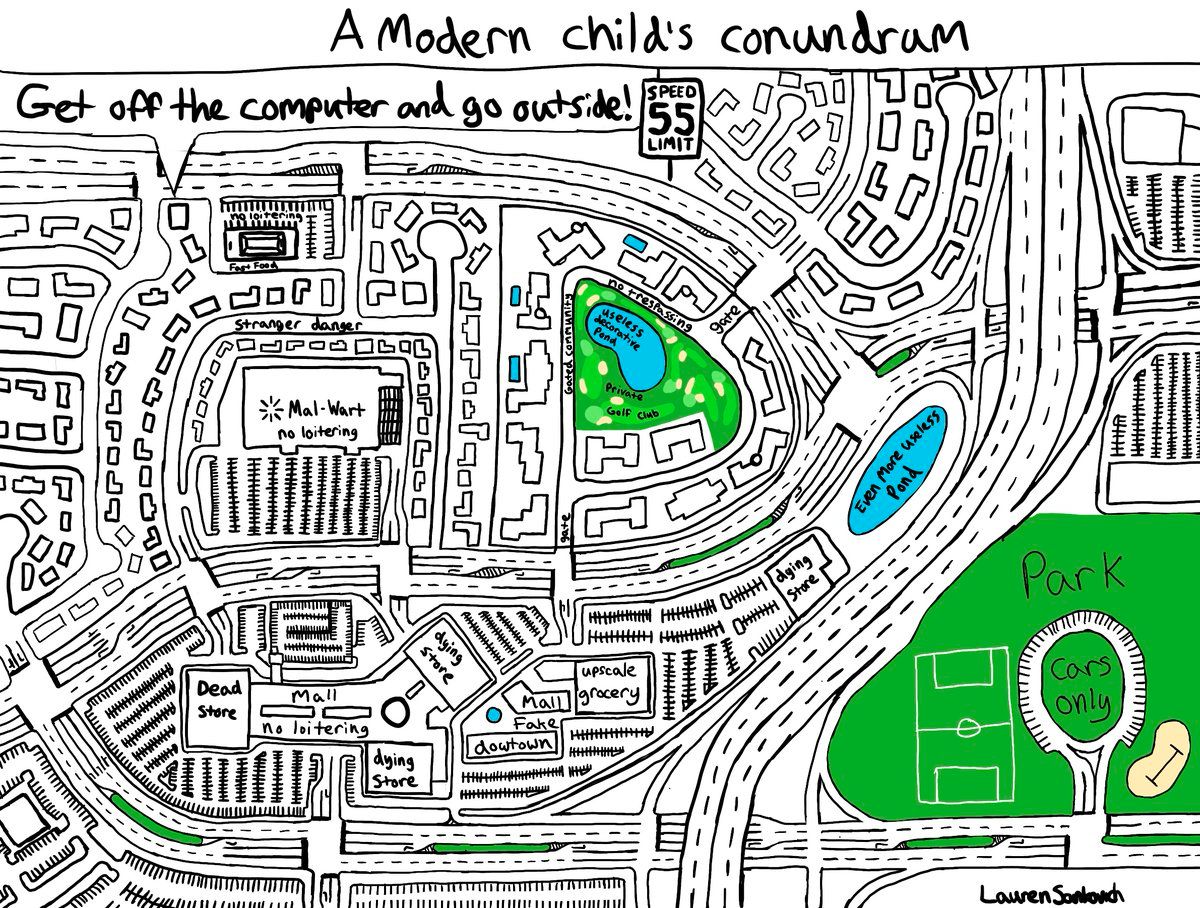 A Modern child's conundrum
Get off the computer and go outside!
SPEED
55
LIMIT
no loitering
Fast Food
Stranger danger
Mal-Wart
no loitering
Gated community
no trespassing
gate
useless
decorative
Pond
Private
Golf Club
gate
Even More Useless
Pond
Park
Cars
only
dying
Store
dying
Store
Dead
Store
Mall
no loitering
dying
Store
upscale
grocery
Mall
Fake
dowtown
Lauren